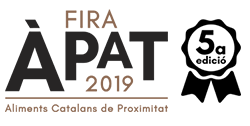 FIRA
ÀPAT
2019
Aliments Catalans de Proximitat
5a
edició